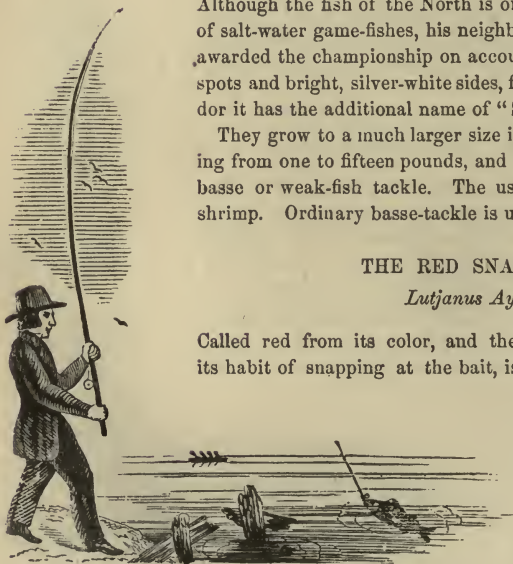 Although the fish of the North is on
of salt-water game-fishes, his neighb
awarded the championship on accou
spots and bright, silver-white sides, f
dor it has the additional name of "
They grow to a much larger size i
ing from one to fifteen pounds, and
basse or weak-fish tackle. The us
shrimp. Ordinary basse-tackle is u
THE RED SNA
Lutjanus Ay
Called red from its color, and the
its habit of snapping at the bait, is